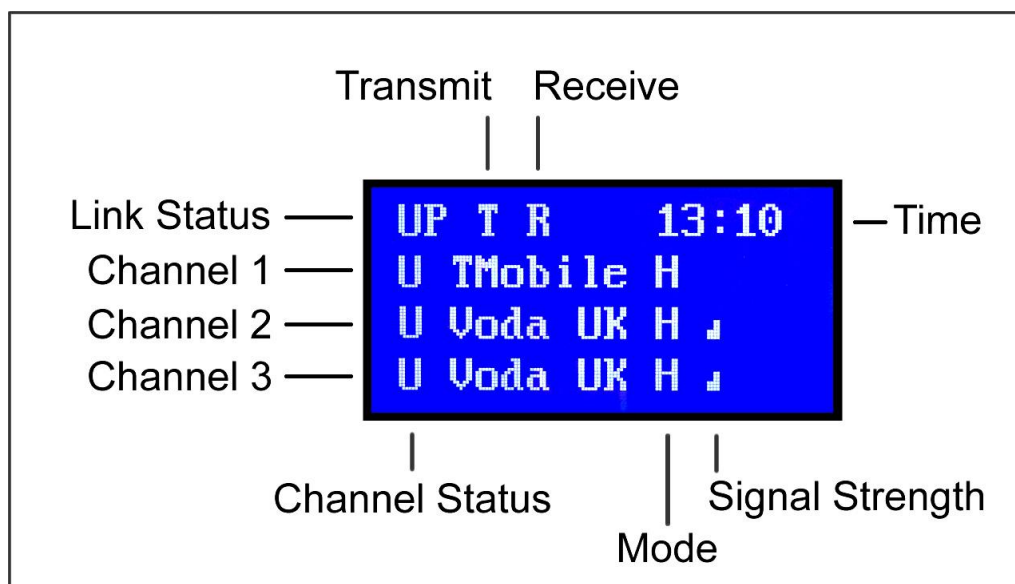 Transmit Receive
Link Status UP T R 13:10 Time
Channel 1 U TMobile H
Channel 2 U Voda UK H
Channel 3 U Voda UK H
Channel Status
Signal Strength
Mode